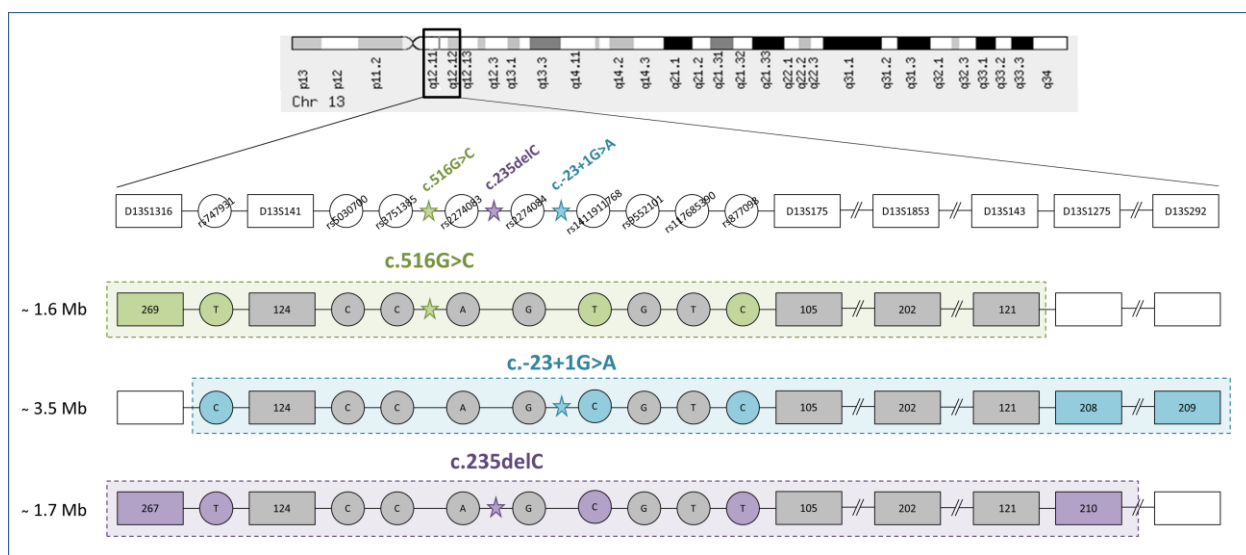 p13 p12 p11.2 q12.11 q12.12 q12.13 q12.3 q13.1 q13.3 q14.11 q14.2 q14.3 q21.1 q21.2 q21.31 q21.32 q21.33 q22.1 q22.2 q22.3 q31.1 q31.2 q31.3 q32.1 q32.3 q33.1 q33.2 q33.3 q34
Chr 13
c.516G>C c.235delC c.-23+1G>A
D13S1316 rs747931 D13S141 rs5030700 rs3751385 rs2274083 rs2274084 rs1411911768 rs9552101 rs117685390 rs877098 D13S175 D13S1853 D13S143 D13S1275 D13S292
c.516G>C
~ 1.6 Mb 269 T 124 C C A G T G T C 105 202 121
c.-23+1G>A
~ 3.5 Mb C 124 C C A G C G T C 105 202 121 208 209
c.235delC
~ 1.7 Mb 267 T 124 C C A G C G T T 105 202 121 210